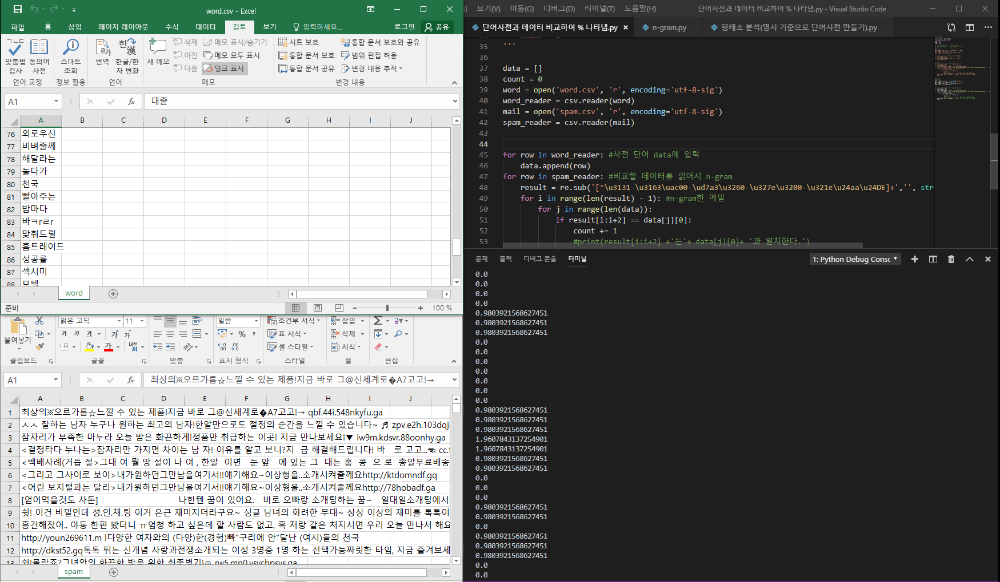 word.csv - Excel
파일 홈 삽입 페이지 레이아웃 수식 데이터 검토 보기 입력하세요... 로그인 공유
맞춤법 검사 동의어 사전 스마트 조회 번역 한글/한자 변환 새 메모
삭제 메모 표시/숨기기
이전 메모 모두 표시
다음 잉크 표시
시트 보호 통합 문서 보호와 공유
통합 문서 보호 범위 편집 허용
통합 문서 공유 변경 내용 추적
언어 교정 정보 활용 언어 메모 변경 내용
A1 fx 대출
A B C D E F G H I J
76 외로우신
77 비벼줄께
78 해달라는
79 놀다가
80 천국
81 빨아주는
82 밤마다
83 바ㅋrㄹr
84 맞춰드릴
85 홈트레이드
86 성공률
87 섹시미
88 모텔
word
준비 100 %
붙여넣기 맑은 고딕 11 일반 조건부 서식 삽입
가 가 가 가 가 % 표 서식 삭제
가 내천 셀 스타일 서식
클립보드 글꼴 맞춤 표시 형식 스타일 셀 편집
A1 fx 최상의※오르가름☆느낄 수 있는 제품!지금 바로 그@신세계로�A7고고!→
A B C D E F G H I J
1 최상의※오르가름☆느낄 수 있는 제품!지금 바로 그@신세계로�A7고고!→ qbf.44i.548nkyfu.ga
2 ㅅㅅ 잘하는 남자 누구나 원하는 최고의 남자!한알만으로도 절정의 순간을 느낄 수 있습니다~ ♬ zpv.e2h.103dqj
3 잠자리가 부족한 마누라 오늘 밤은 화끈하게!정품만 취급하는 이곳! 지금 만나보세요!▼ iw9m.kdsvr.88oonhy.ga
4 <결정타다 누나는>잠자리만 가지면 차이는 남 자! 이유를 알고 보니?지 금 해결해드립니다! 바 로 고고...☜ cc.
5 <백배사례(거듭 절>그대 여 뭘 망 설이 나 여 , 한알 이면 눈 앞 에 있는 그 대는 홍 콩 으 로 총알무료배송
6 <그리고 그사이로 보이>내가원하던그만남을여기서!!얘기해요~이상형을..소개시켜줄께요http://ktdomndf.gq
7 <어린 보지털과는 달리>내가원하던그만남을여기서!!얘기해요~이상형을..소개시켜줄께요http://78hobadf.ga
8 [얻어먹을것도 사돈] 나한텐 꿈이 있어요. 바로 오빠랑 소개팅하는 꿈~ 일대일소개팅에서
9 쉿! 이건 비밀인데 성.인.채.팅 이거 은근 재미지더라구요~ 싱글 남녀의 화려한 무대~ 상상 이상의 재미를 톡톡이
10 흥건해졌어.. 야동 한편 봤더니 ㅠ엄청 하고 싶은데 할 사람도 없고. 혹 저랑 같은 처지시면 우리 오늘 만나서 해요
11 http://youn269611.m l다양한 여자와의 (다양)한(경험)빠"구리에 안"달난 (여시)들의 천국
12 http://dkst52.gq톡톡 튀는 신개념 사랑과전쟁소개되는 이성 3명중 1명 하는 선택가능짜릿한 타임, 지금 즐겨보세
13 쉿!몰랐죠?그녀와의 화끈한 밤을 위한 최종병기!⊙ rw5.mn0.vsvchpsvs.ga
spam
보기(V) 이동(G) 디버그(D) 터미널(T) 도움말(H) 단어사전과 데이터 비교하여 % 나타냄.py - Visual Studio Code
단어사전과 데이터 비교하여 % 나타냄.py n-gram.py 형태소 분석(명사 기준으로 단어사전 만들기).py
35 '''
36
37 data = []
38 count = 0
39 word = open('word.csv', 'r', encoding='utf-8-sig')
40 word_reader = csv.reader(word)
41 mail = open('spam.csv', 'r', encoding='utf-8-sig')
42 spam_reader = csv.reader(mail)
43
44
45 for row in word_reader: #사전 단어 data에 입력
46 data.append(row)
47 for row in spam_reader: #비교할 데이터를 읽어서 n-gram
48 result = re.sub('[^\u3131-\u3163\uac00-\ud7a3\u3260-\u327e\u3200-\u321e\u24aa\u24DE]+','', str
49 for i in range(len(result) - 1): #n-gram한 메일
50 for j in range(len(data)):
51 if result[i:i+2] == data[j][0]:
52 count += 1
53 #print(result[i:i+2] +'는'+ data[j][0]+ '과 일치한다.')
문제 출력 디버그 콘솔 터미널 1: Python Debug Consc
0.0
0.0
0.0
0.0
0.9803921568627451
0.9803921568627451
0.9803921568627451
0.0
0.0
0.0
0.0
0.0
0.0
0.0
0.9803921568627451
0.9803921568627451
0.9803921568627451
1.9607843137254901
1.9607843137254901
0.9803921568627451
0.9803921568627451
0.0
0.0
0.0
0.9803921568627451
0.9803921568627451
0.0
0.9803921568627451
0.9803921568627451
0.9803921568627451
0.0
0.0